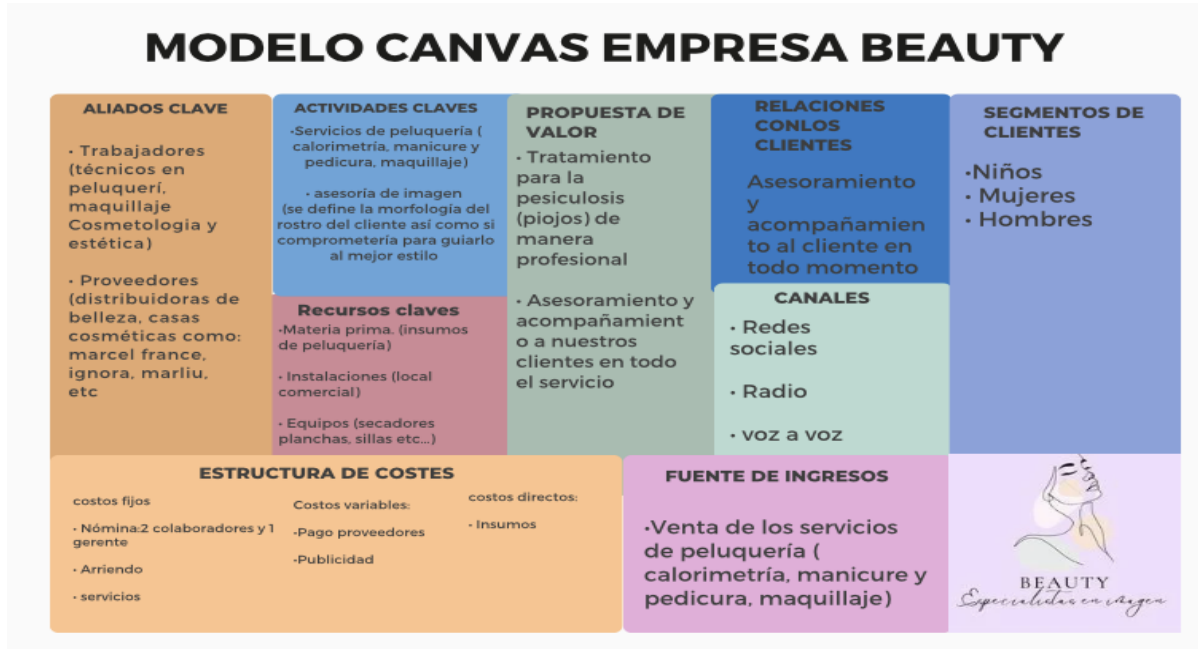 MODELO CANVAS EMPRESA BEAUTY
ALIADOS CLAVE
• Trabajadores
(técnicos en
peluquerí,
maquillaje
Cosmetologia y
estética)
• Proveedores
(distribuidoras de
belleza, casas
cosméticas como:
marcel france,
ignora, marliu,
etc
ACTIVIDADES CLAVES
•Servicios de peluquería (
calorimetría, manicure y
pedicura, maquillaje)
• asesoría de imagen
(se define la morfología del
rostro del cliente así como si
comprometería para guiarlo
al mejor estilo
Recursos claves
•Materia prima. (insumos
de peluquería)
• Instalaciones (local
comercial)
• Equipos (secadores
planchas, sillas etc...)
PROPUESTA DE
VALOR
• Tratamiento
para la
pesiculosis
(piojos) de
manera
profesional
• Asesoramiento y
acompañamient
o a nuestros
clientes en todo
el servicio
RELACIONES
CONLOS
CLIENTES
Asesoramiento
y
acompañamien
to al cliente en
todo momento
CANALES
• Redes
sociales
• Radio
• voz a voz
SEGMENTOS DE
CLIENTES
•Niños
• Mujeres
• Hombres
ESTRUCTURA DE COSTES
costos fijos
• Nómina:2 colaboradores y 1
gerente
• Arriendo
• servicios
Costos variables:
•Pago proveedores
•Publicidad
costos directos:
• Insumos
FUENTE DE INGRESOS
•Venta de los servicios
de peluquería (
calorimetría, manicure y
pedicura, maquillaje)
BEAUTY
Especialistas en imagen